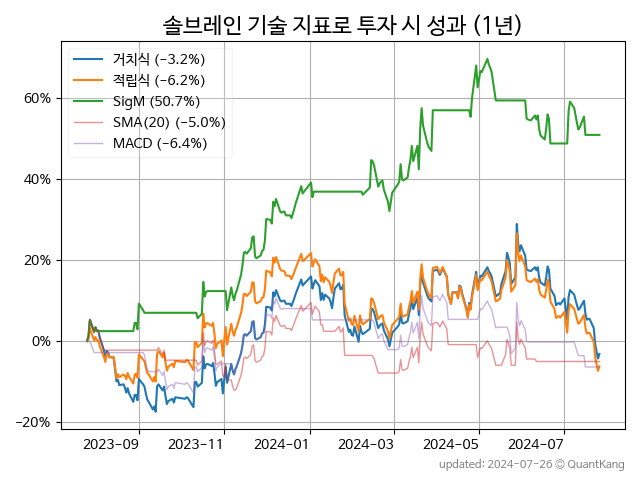 솔브레인 기술 지표로 투자 시 성과 (1년)
거치식 (−3.2%)
적립식 (−6.2%)
SigM (50.7%)
SMA(20) (−5.0%)
MACD (−6.4%)
60%
40%
20%
0%
−20%
2023-09 2023-11 2024-01 2024-03 2024-05 2024-07
updated: 2024-07-26 © QuantKang